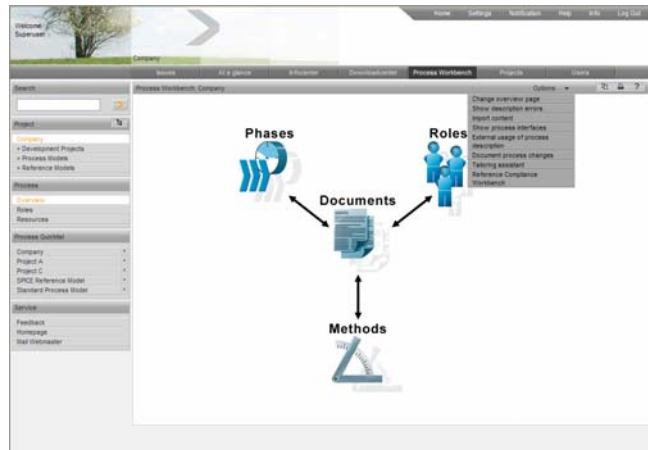 Welcome
Superuser
Home Settings Notification Help Info Log Out
Company
Issues At a glance Infocenter Downloadcenter Process Workbench Projects Users
Search
Process Workbench: Company
Options
Change overview page
Show description errors
Import content
Show process interfaces
External usage of process
description
Document process changes
Tailoring assistant
Reference Compliance
Workbench
Project
Company
» Development Projects
» Process Models
» Reference Models
Process
Overview
Roles
Resources
Process Quicktel
Company
Project A
Project C
SPICE Reference Model
Standard Process Model
Service
Feedback
Homepage
Mail Webmaster
Phases
Roles
Documents
Methods